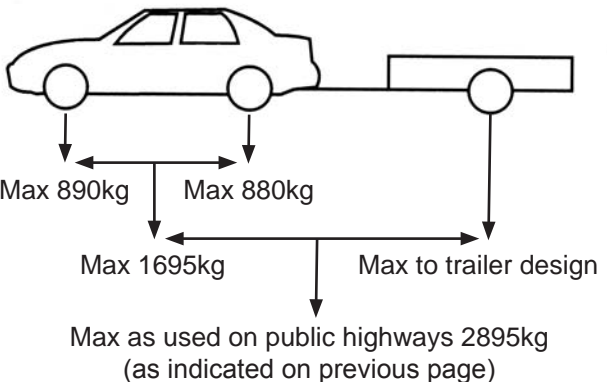 Max 890kg
Max 880kg
Max 1695kg
Max to trailer design
Max as used on public highways 2895kg
(as indicated on previous page)